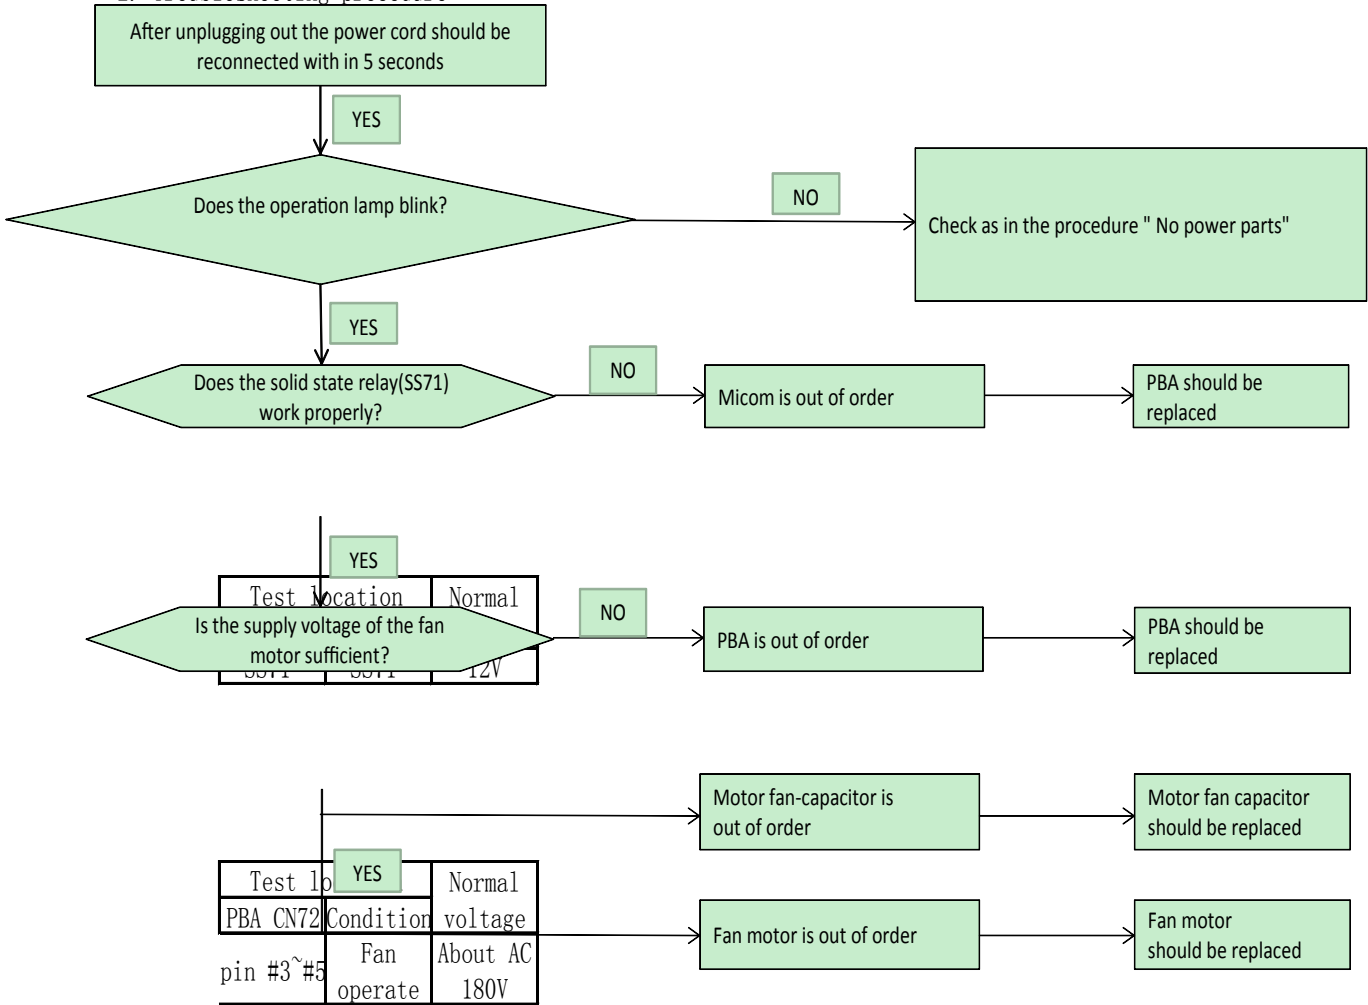 After unplugging out the power cord should be
reconnected with in 5 seconds
YES
Does the operation lamp blink?
NO
Check as in the procedure " No power parts"
YES
Does the solid state relay(SS71)
work properly?
NO
Micom is out of order
PBA should be
replaced
YES
Test location
Normal
Is the supply voltage of the fan
motor sufficient?
NO
PBA is out of order
PBA should be
replaced
SS71
SS71
12V
Motor fan-capacitor is
out of order
Motor fan capacitor
should be replaced
YES
Test
Normal
voltage
PBA CN72
Condition
Fan motor is out of order
Fan motor
should be replaced
pin #3~#5
Fan
operate
About AC
180V